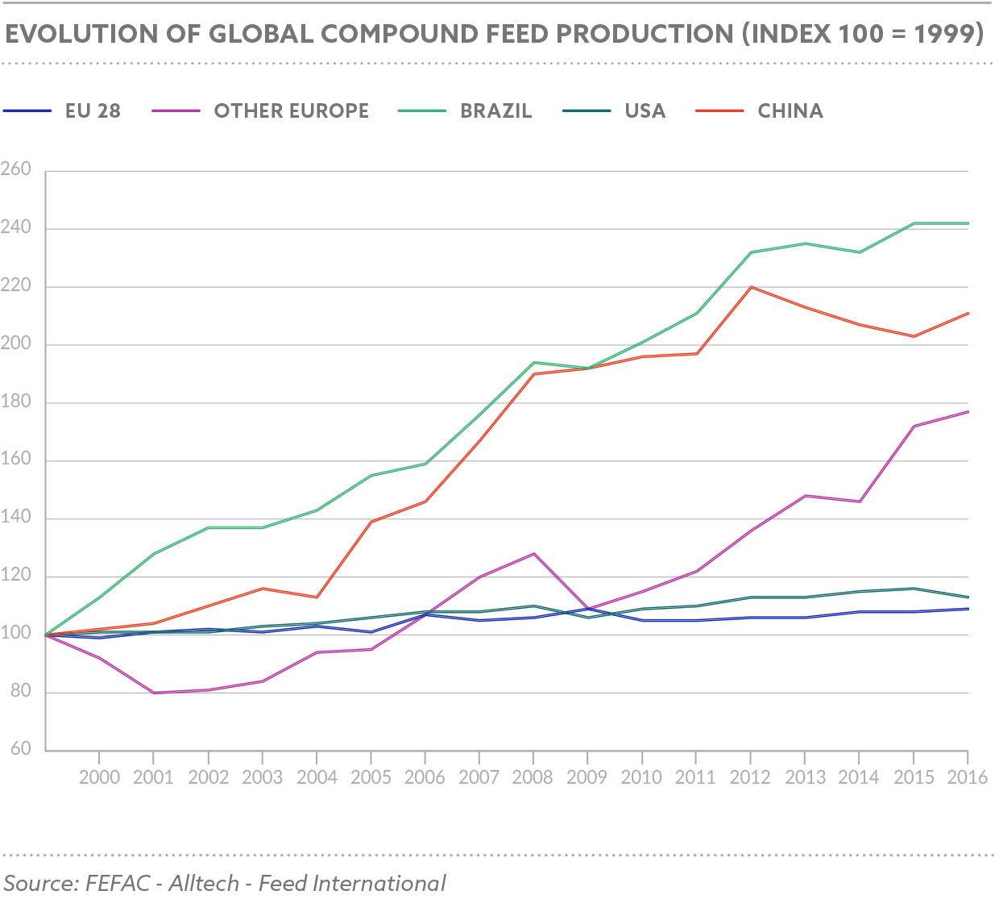 EVOLUTION OF GLOBAL COMPOUND FEED PRODUCTION (INDEX 100 = 1999)
EU 28 OTHER EUROPE BRAZIL USA CHINA
260
240
220
200
180
160
140
120
100
80
60
2000 2001 2002 2003 2004 2005 2006 2007 2008 2009 2010 2011 2012 2013 2014 2015 2016
Source: FEFAC - Alltech - Feed International